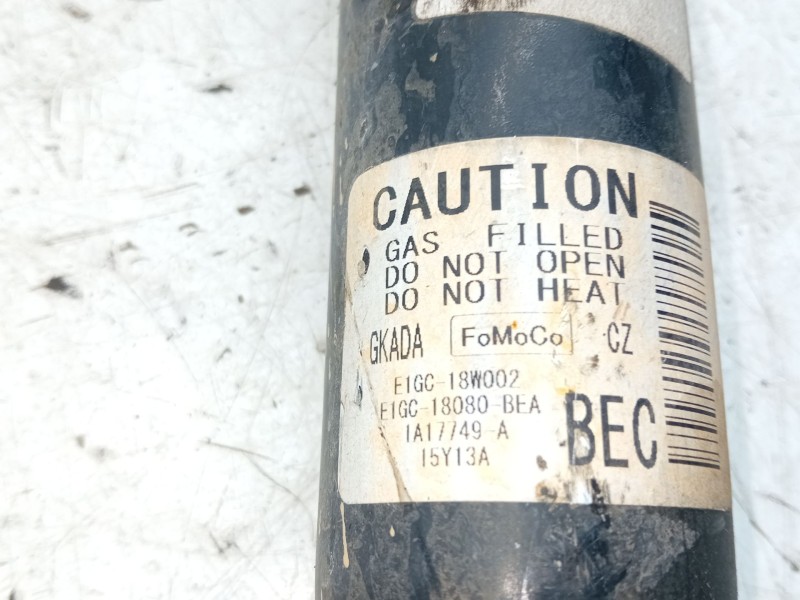 CAUTION
GAS FILLED
DO NOT OPEN
DO NOT HEAT
GKADA FoMoCo CZ
E1GC-18W002
E1GC-18080-BEA
1A17749-A
15Y13A
BEC